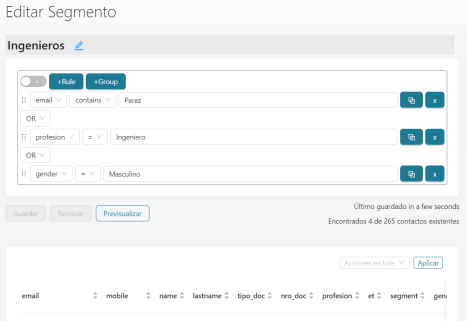 Editar Segmento
Ingenieros
+Rule +Group
email contains Perez x
OR
profesion = Ingeniero x
OR
gender = Masculino x
Guardar Reiniciar Previsualizar
Último guardado in a few seconds
Encontrados 4 de 265 contactos existentes
Acciones en lote Aplicar
email mobile name lastname tipo_doc nro_doc profesion et segment gen